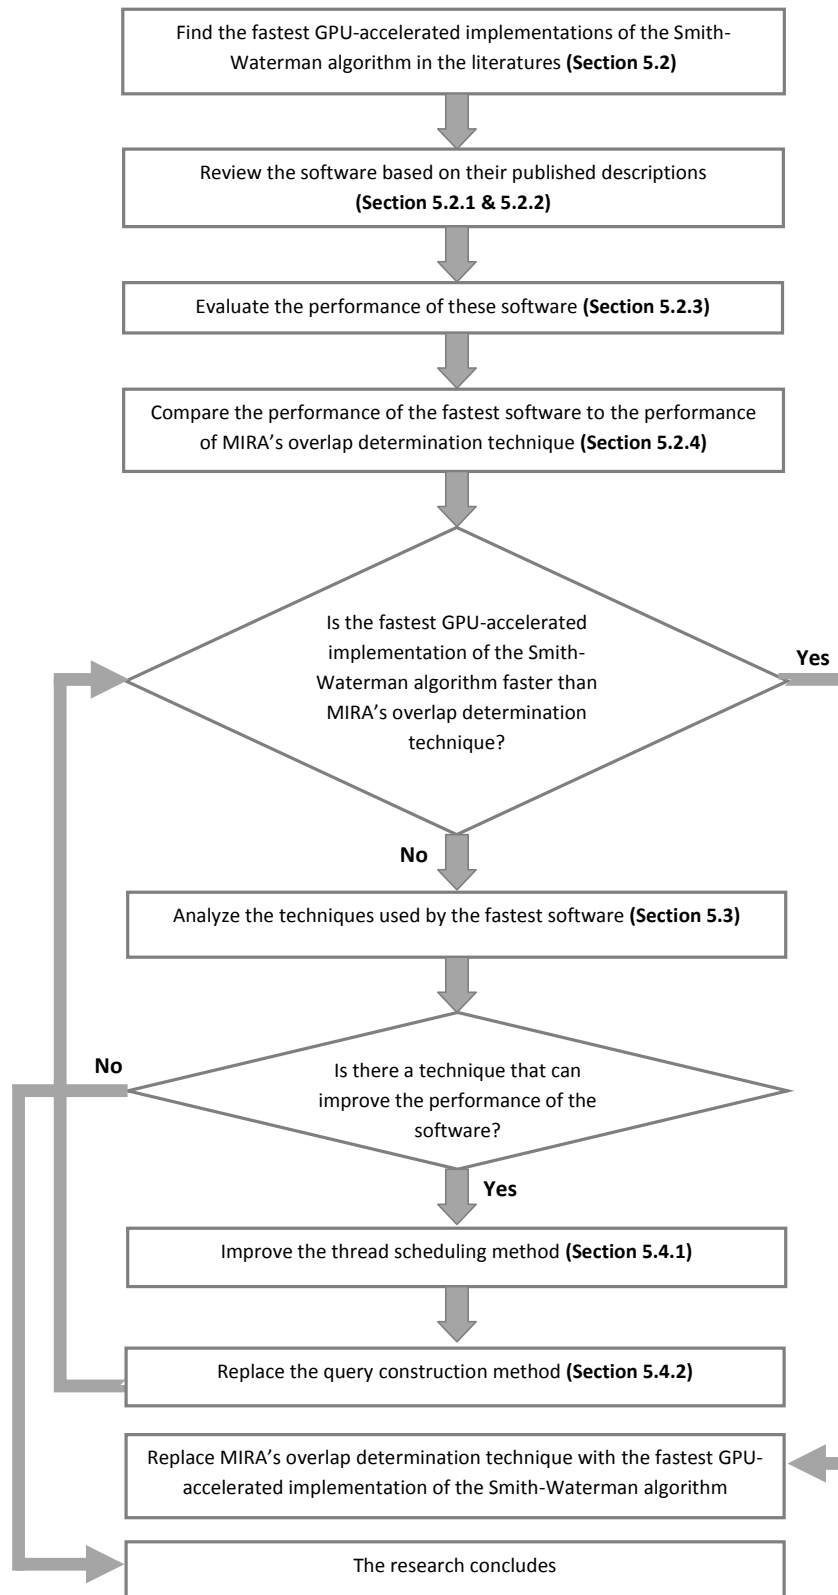 Find the fastest GPU-accelerated implementations of the Smith-
Waterman algorithm in the literatures (Section 5.2)
Review the software based on their published descriptions
(Section 5.2.1 & 5.2.2)
Evaluate the performance of these software (Section 5.2.3)
Compare the performance of the fastest software to the performance
of MIRA’s overlap determination technique (Section 5.2.4)
Is the fastest GPU-accelerated
implementation of the Smith-
Waterman algorithm faster than
MIRA’s overlap determination
technique?
Yes
No
Analyze the techniques used by the fastest software (Section 5.3)
No
Is there a technique that can
improve the performance of the
software?
Yes
Improve the thread scheduling method (Section 5.4.1)
Replace the query construction method (Section 5.4.2)
Replace MIRA’s overlap determination technique with the fastest GPU-
accelerated implementation of the Smith-Waterman algorithm
The research concludes